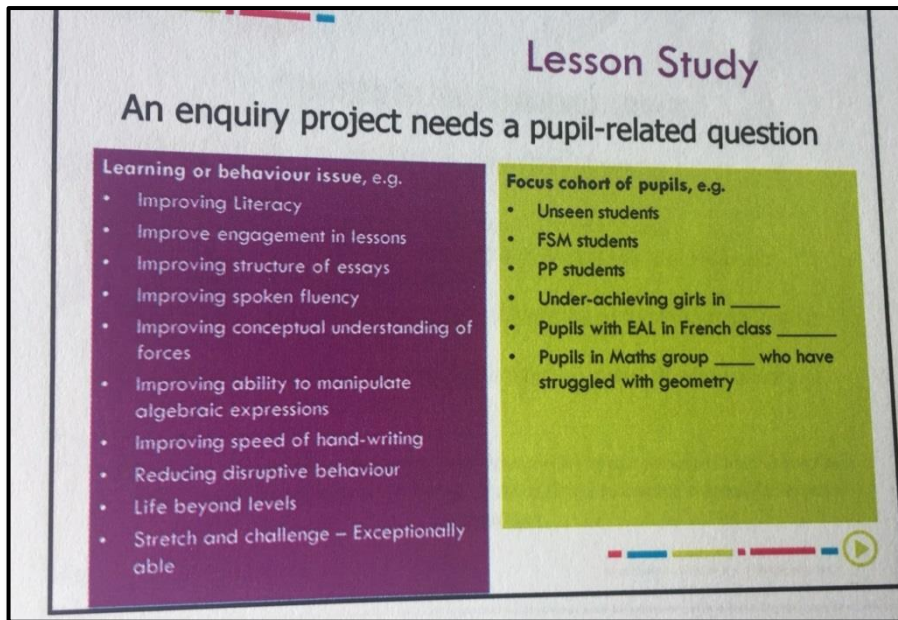 Lesson Study
An enquiry project needs a pupil-related question
Learning or behaviour issue, e.g.
• Improving Literacy
• Improve engagement in lessons
• Improving structure of essays
• Improving spoken fluency
• Improving conceptual understanding of
forces
• Improving ability to manipulate
algebraic expressions
• Improving speed of hand-writing
• Reducing disruptive behaviour
• Life beyond levels
• Stretch and challenge – Exceptionally
able
Focus cohort of pupils, e.g.
• Unseen students
• FSM students
• PP students
• Under-achieving girls in _____
• Pupils with EAL in French class ______
• Pupils in Maths group ____ who have
struggled with geometry